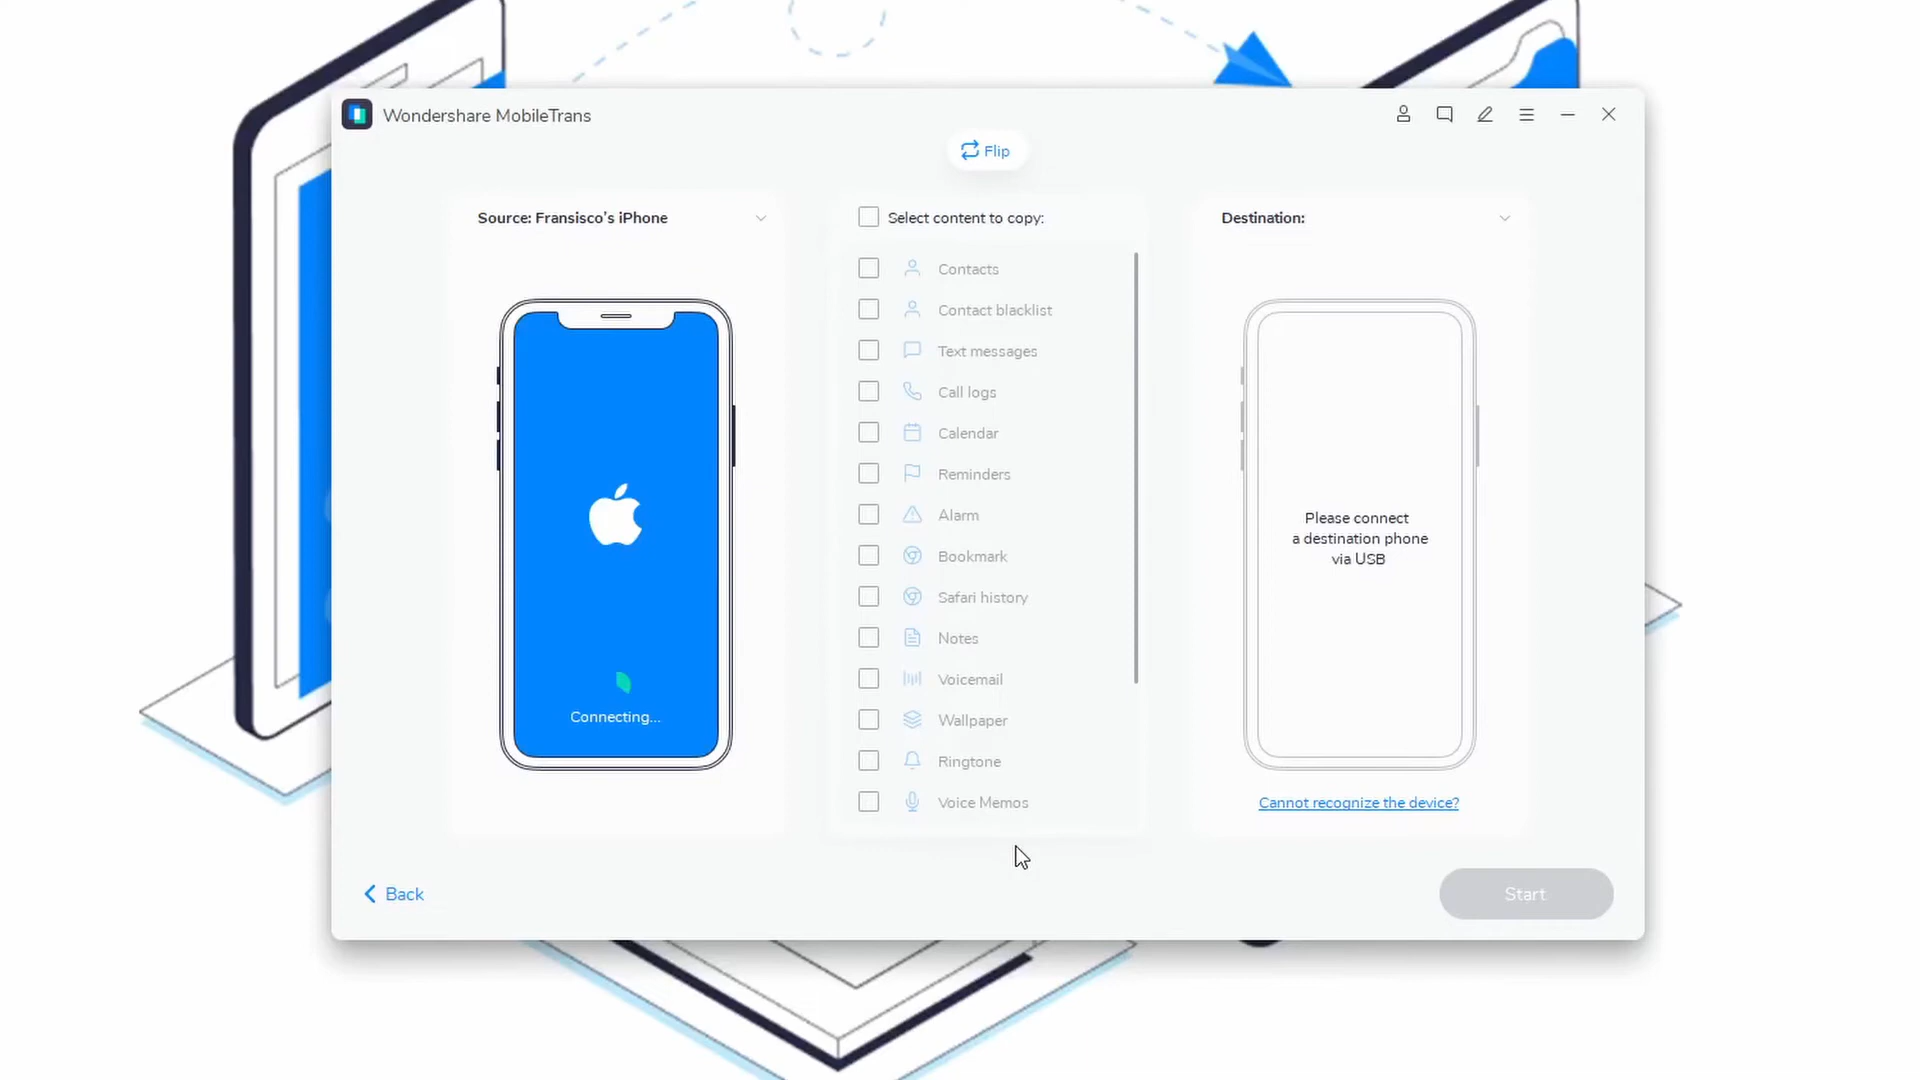 Wondershare MobileTrans
Flip
Source: Fransisco's iPhone
Connecting...
Select content to copy:
Contacts
Contact blacklist
Text messages
Call logs
Calendar
Reminders
Alarm
Bookmark
Safari history
Notes
Voicemail
Wallpaper
Ringtone
Voice Memos
Destination:
Please connect
a destination phone
via USB
Cannot recognize the device?
Back
Start